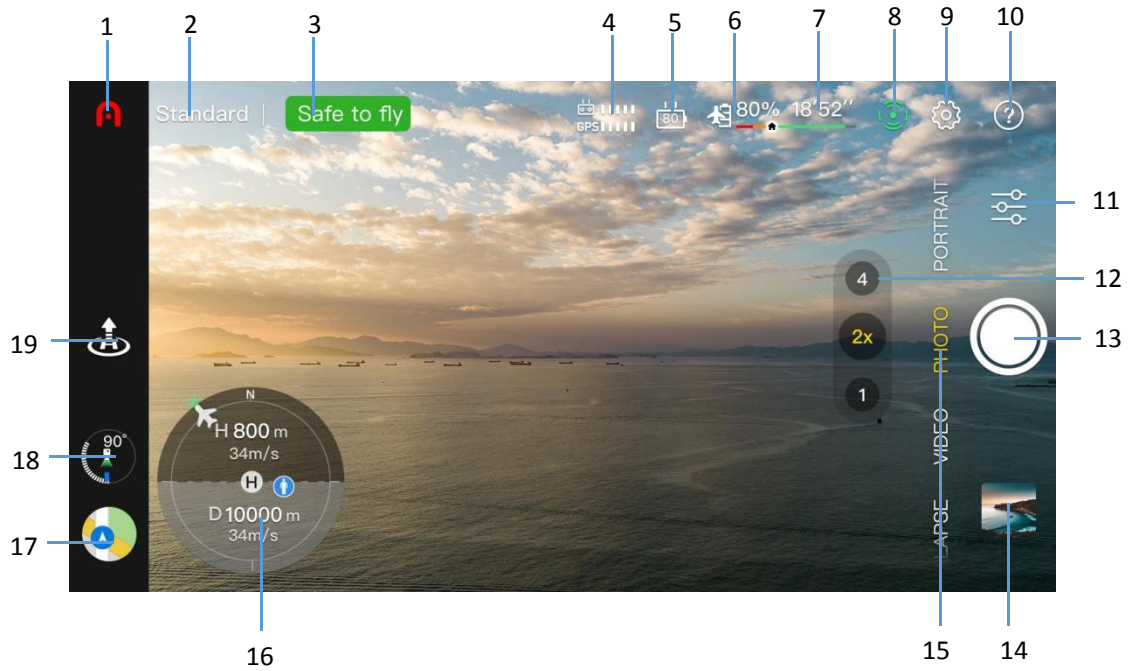 1 2 3 4 5 6 7 8 9 10
Standard | Safe to fly
GPS
80
80% 18′52′′
?
PORTRAIT
11
4
12
2x
PHOTO
13
1
VIDEO
LAPSE
19
N
H 800 m
34m/s
H
D 10000 m
34m/s
90°
18
17
16
15
14